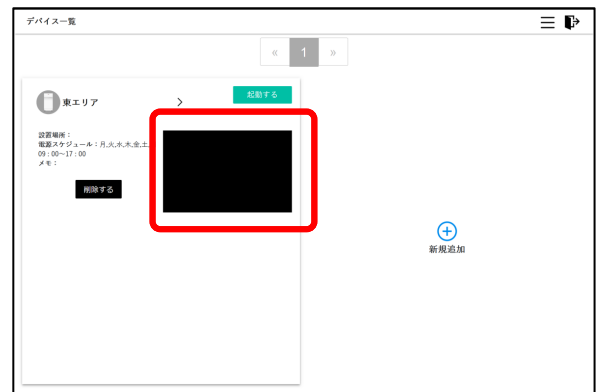 デバイス一覧
« 1 »
東エリア
起動する
設置場所：
電源スケジュール：月,火,水,木,金,土,
09：00〜17：00
メモ：
削除する
新規追加